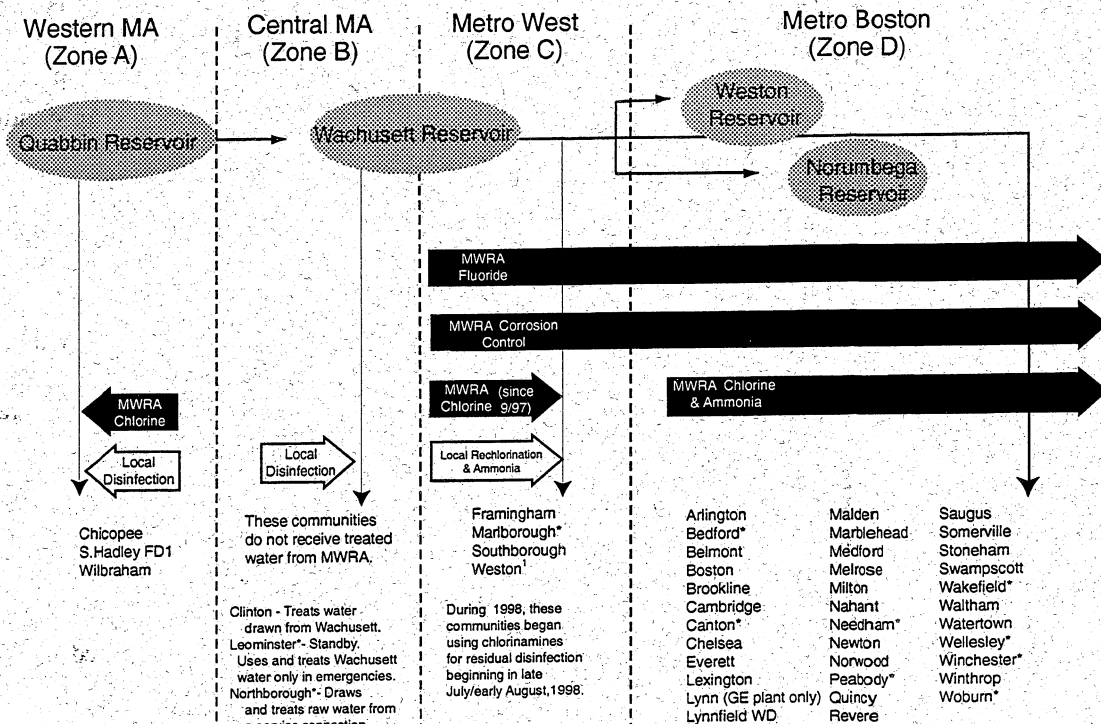 Western MA
(Zone A)
Central MA
(Zone B)
Metro West
(Zone C)
Metro Boston
(Zone D)
Quabbin Reservoir
Wachusett Reservoir
Weston
Reservoir
Norumbega
Reservoir
MWRA
Fluoride
MWRA Corrosion
Control
MWRA
Chlorine
MWRA (since
Chlorine 9/97)
MWRA Chlorine
& Ammonia
Local
Disinfection
Local
Disinfection
Local Rechlorination
& Ammonia
Chicopee
S.Hadley FD1
Wilbraham
These communities
do not receive treated
water from MWRA.
Clinton - Treats water
drawn from Wachusett.
Leominster*- Standby.
Uses and treats Wachusett
water only in emergencies.
Northborough*- Draws
and treats raw water from
a service connection
Framingham
Marlborough*
Southborough
Weston¹
During 1998, these
communities began
using chlorinamines
for residual disinfection
beginning in late
July/early August,1998.
Arlington
Bedford*
Belmont
Boston
Brookline
Cambridge
Canton*
Chelsea
Everett
Lexington
Lynn (GE plant only)
Lynnfield WD
Malden
Marblehead
Medford
Melrose
Milton
Nahant
Needham*
Newton
Norwood
Peabody*
Quincy
Revere
Saugus
Somerville
Stoneham
Swampscott
Wakefield*
Waltham
Watertown
Wellesley*
Winchester*
Winthrop
Woburn*